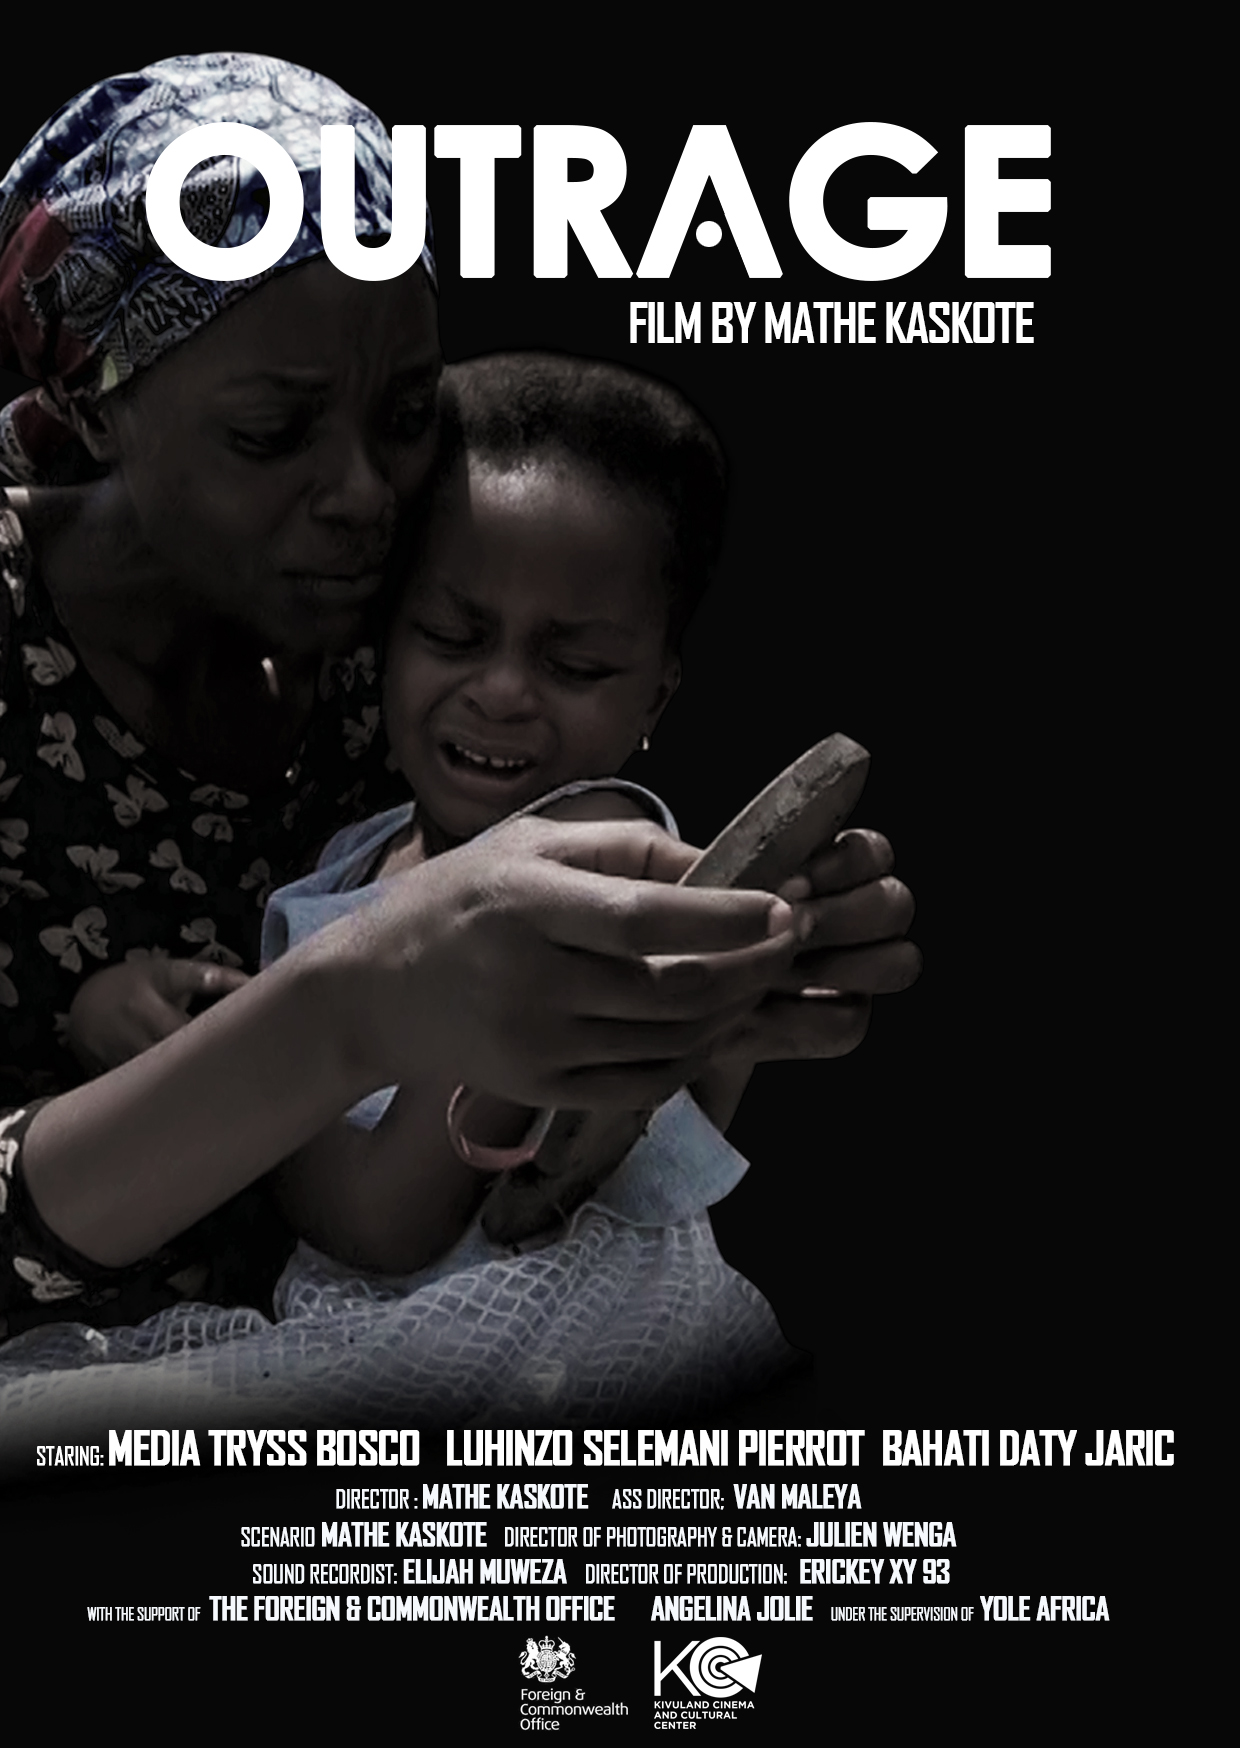 OUTRAGE
FILM BY MATHE KASKOTE
STARING: MEDIA TRYSS BOSCO LUHINZO SELEMANI PIERROT BAHATI DATY JARIC
DIRECTOR : MATHE KASKOTE ASS DIRECTOR; VAN MALEYA
SCENARIO MATHE KASKOTE DIRECTOR OF PHOTOGRAPHY & CAMERA: JULIEN WENGA
SOUND RECORDIST: ELIJAH MUWEZA DIRECTOR OF PRODUCTION: ERICKEY XY 93
WITH THE SUPPORT OF THE FOREIGN & COMMONWEALTH OFFICE ANGELINA JOLIE UNDER THE SUPERVISION OF YOLE AFRICA
Foreign &
Commonwealth
Office
KCC
KIVULAND CINEMA
AND CULTURAL
CENTER